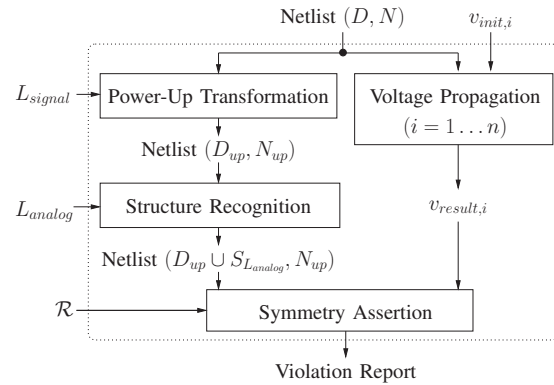 Netlist (D, N)
v_{init,i}
L_{signal}
Power-Up Transformation
Voltage Propagation
(i = 1 . . . n)
Netlist (D_{up}, N_{up})
L_{analog}
Structure Recognition
v_{result,i}
Netlist (D_{up} ∪ S_{L_{analog}}, N_{up})
ℛ
Symmetry Assertion
Violation Report